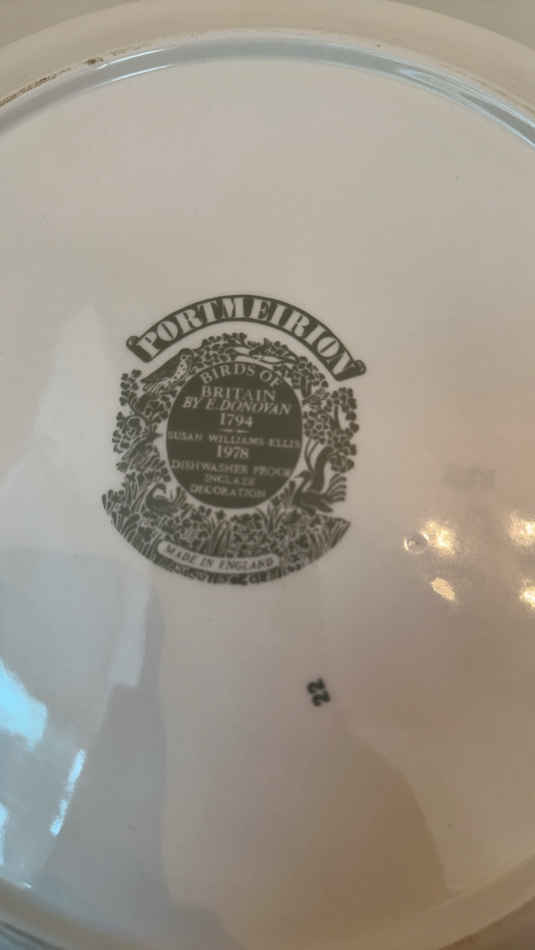 PORTMEIRION
BIRDS OF
BRITAIN
BY E. DONOVAN
1794
SUSAN WILLIAMS-ELLIS
1978
DISHWASHER PROOF
INGLAZE
DECORATION
MADE IN ENGLAND
22